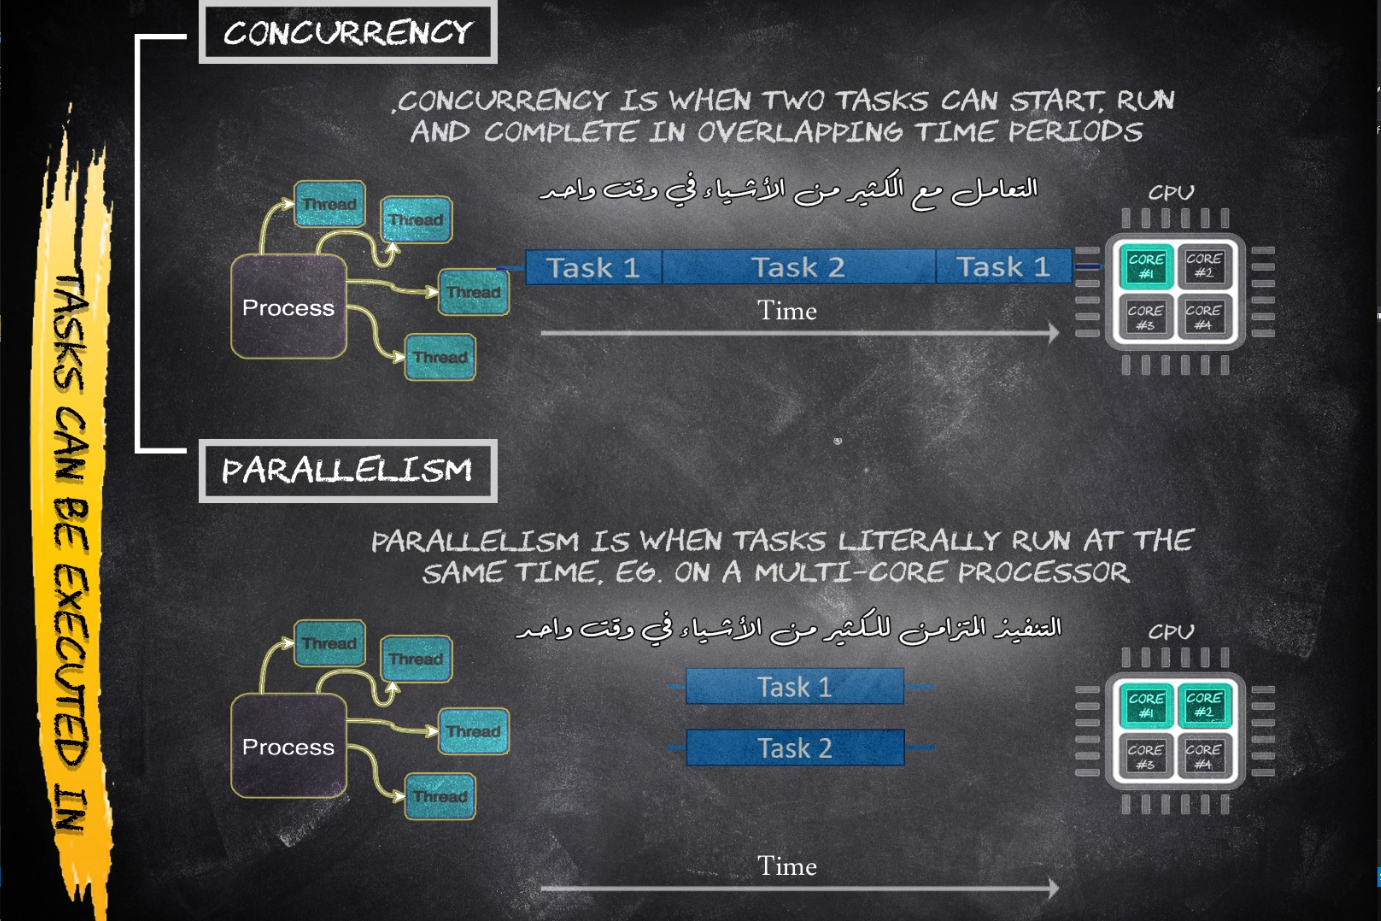 CONCURRENCY
.CONCURRENCY IS WHEN TWO TASKS CAN START, RUN
AND COMPLETE IN OVERLAPPING TIME PERIODS
التعامل مع الكثير من الأشياء في وقت واحد
Thread
Thread
Thread
Thread
Process
Task 1
Task 2
Task 1
Time
CPU
CORE
#1
CORE
#2
CORE
#3
CORE
#4
TASKS CAN BE EXECUTED IN
PARALLELISM
PARALLELISM IS WHEN TASKS LITERALLY RUN AT THE
SAME TIME, EG. ON A MULTI-CORE PROCESSOR
التنفيذ المتزامن للكثير من الأشياء في وقت واحد
Thread
Thread
Thread
Thread
Process
Task 1
Task 2
Time
CPU
CORE
#1
CORE
#2
CORE
#3
CORE
#4